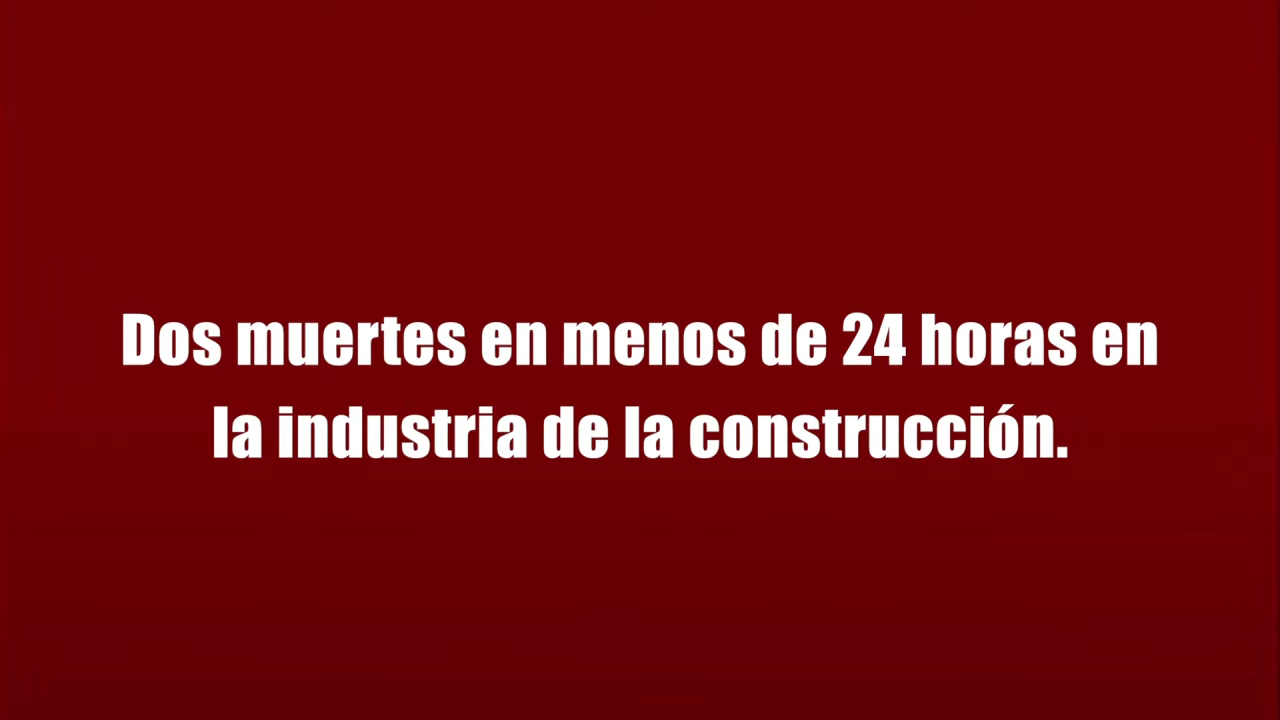 Dos muertes en menos de 24 horas en
la industria de la construcción.